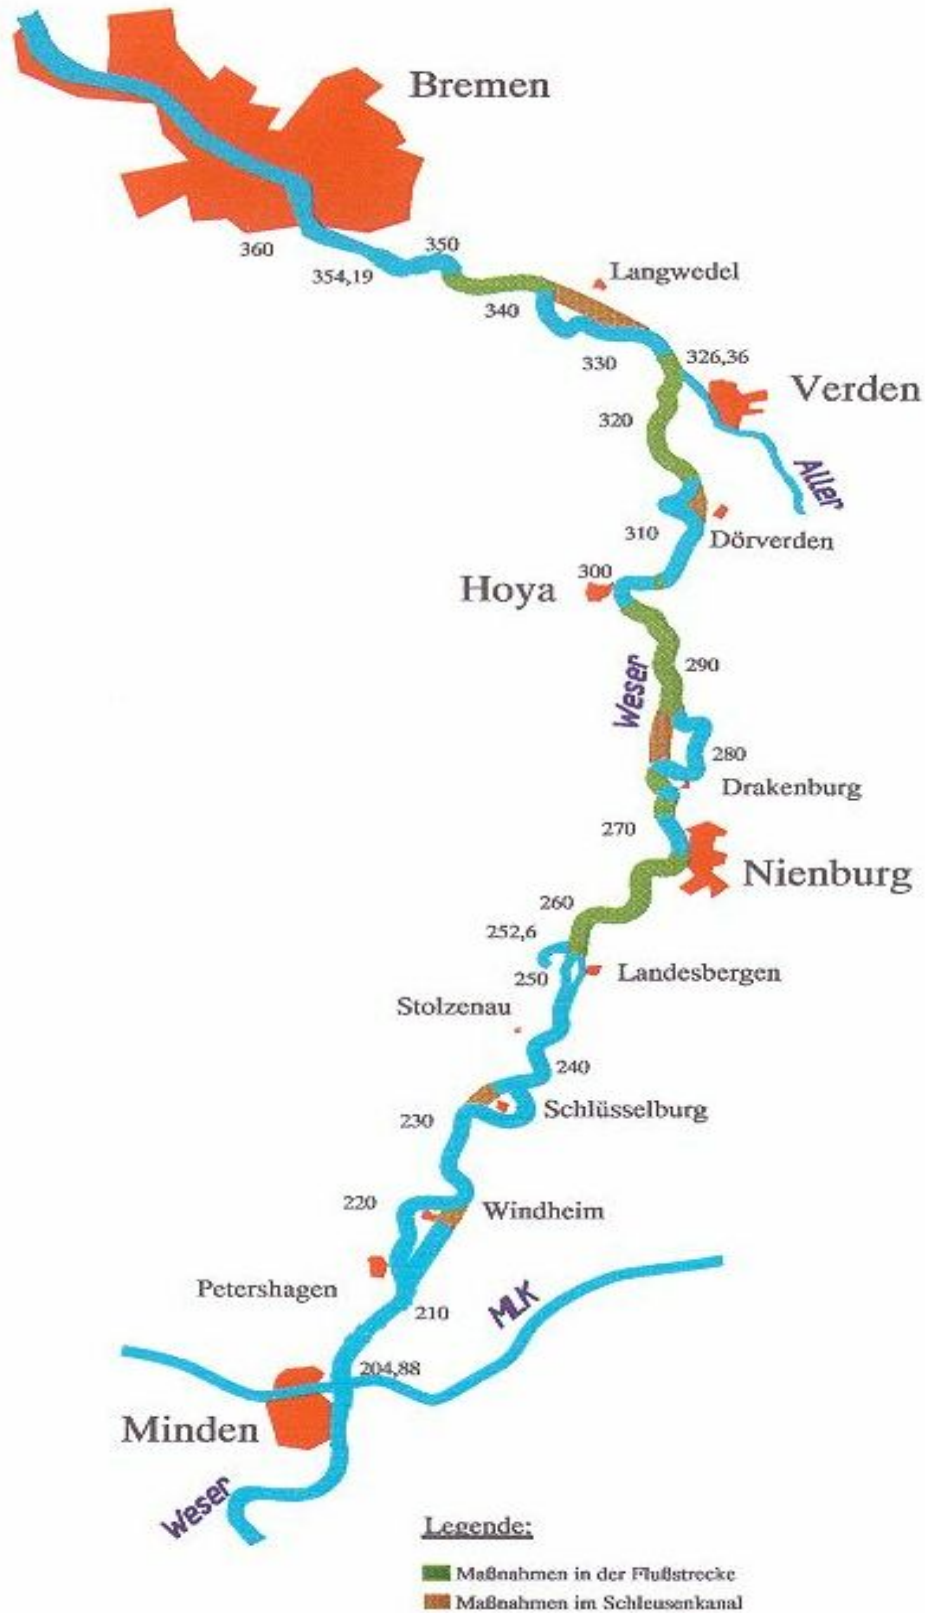 Bremen
360
354,19
350
Langwedel
340
330
326,36
Verden
320
Aller
310
Dörverden
300
Hoya
Weser
290
280
Drakenburg
270
Nienburg
260
252,6
250
Landesbergen
Stolzenau
240
Schlüsselburg
230
220
Windheim
Petershagen
210
MLK
204,88
Minden
Weser
Legende:
Maßnahmen in der Flußstrecke
Maßnahmen im Schleusenkanal